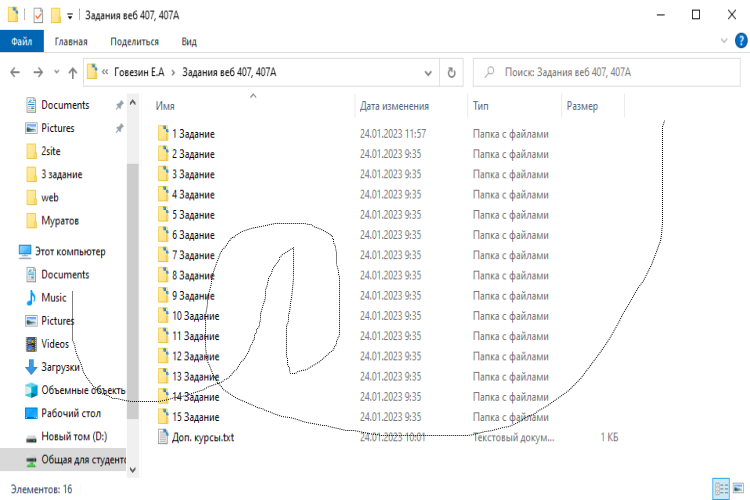 Задания веб 407, 407А
Файл Главная Поделиться Вид
« Говезин Е.А > Задания веб 407, 407А Поиск: Задания веб 407, 407А
Documents
Pictures
2site
3 задание
web
Муратов
Этот компьютер
Documents
Music
Pictures
Videos
Загрузки
Объемные объекть
Рабочий стол
Новый том (D:)
Общая для студентс
Имя Дата изменения Тип Размер
1 Задание 24.01.2023 11:57 Папка с файлами
2 Задание 24.01.2023 9:35 Папка с файлами
3 Задание 24.01.2023 9:35 Папка с файлами
4 Задание 24.01.2023 9:35 Папка с файлами
5 Задание 24.01.2023 9:35 Папка с файлами
6 Задание 24.01.2023 9:35 Папка с файлами
7 Задание 24.01.2023 9:35 Папка с файлами
8 Задание 24.01.2023 9:35 Папка с файлами
9 Задание 24.01.2023 9:35 Папка с файлами
10 Задание 24.01.2023 9:35 Папка с файлами
11 Задание 24.01.2023 9:35 Папка с файлами
12 Задание 24.01.2023 9:35 Папка с файлами
13 Задание 24.01.2023 9:35 Папка с файлами
14 Задание 24.01.2023 9:35 Папка с файлами
15 Задание 24.01.2023 9:35 Папка с файлами
Доп. курсы.txt 24.01.2023 10:01 Текстовый докум... 1 КБ
Элементов: 16